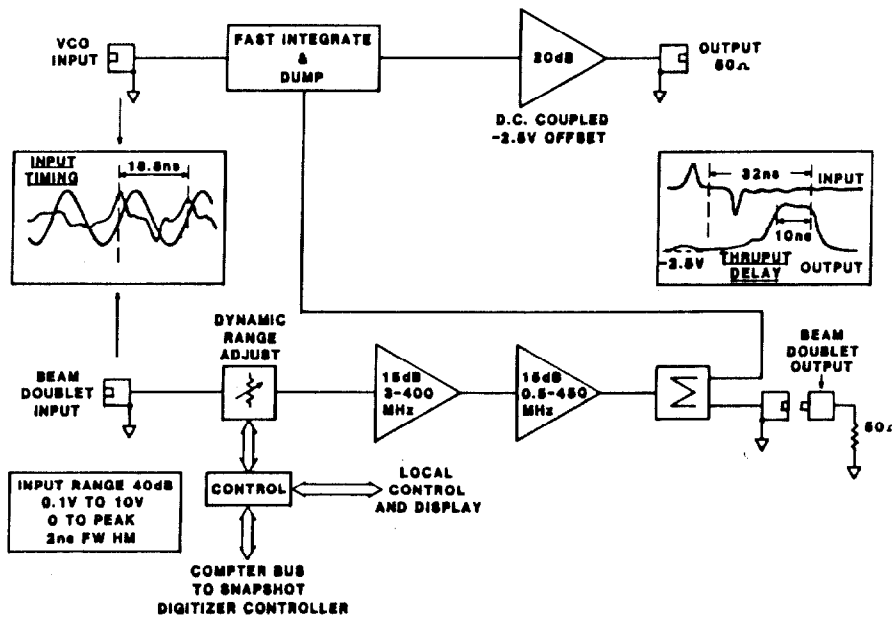 VCO
INPUT
FAST INTEGRATE
&
DUMP
20dB
D.C. COUPLED
-2.5V OFFSET
OUTPUT
50Ω
INPUT
TIMING
18.5ns
32ns
INPUT
10ns
-2.5V
THRUPUT
DELAY
OUTPUT
DYNAMIC
RANGE
ADJUST
BEAM
DOUBLET
INPUT
15dB
3-400
MHz
15dB
0.5-450
MHz
Σ
BEAM
DOUBLET
OUTPUT
50Ω
INPUT RANGE 40dB
0.1V TO 10V
0 TO PEAK
2ns FW HM
CONTROL
LOCAL
CONTROL
AND DISPLAY
COMPTER BUS
TO SNAPSHOT
DIGITIZER CONTROLLER